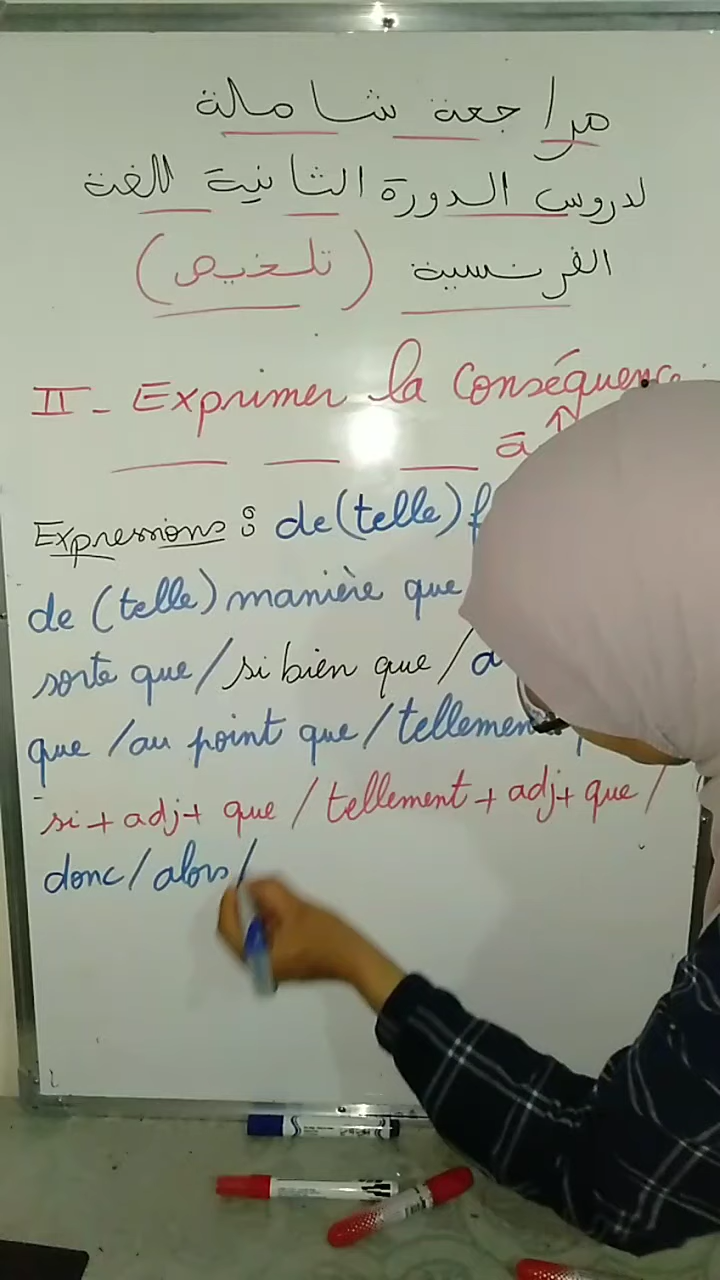 مراجعة شاملة
لدروس الدورة الثانية للغة
الفرنسية (تلخيص)
II - Exprimer la conséquence
ā
Expressions : de (telle)
de (telle) manière que
sorte que / si bien que /
que / au point que / tellement
si + adj + que / tellement + adj + que /
donc / alors /